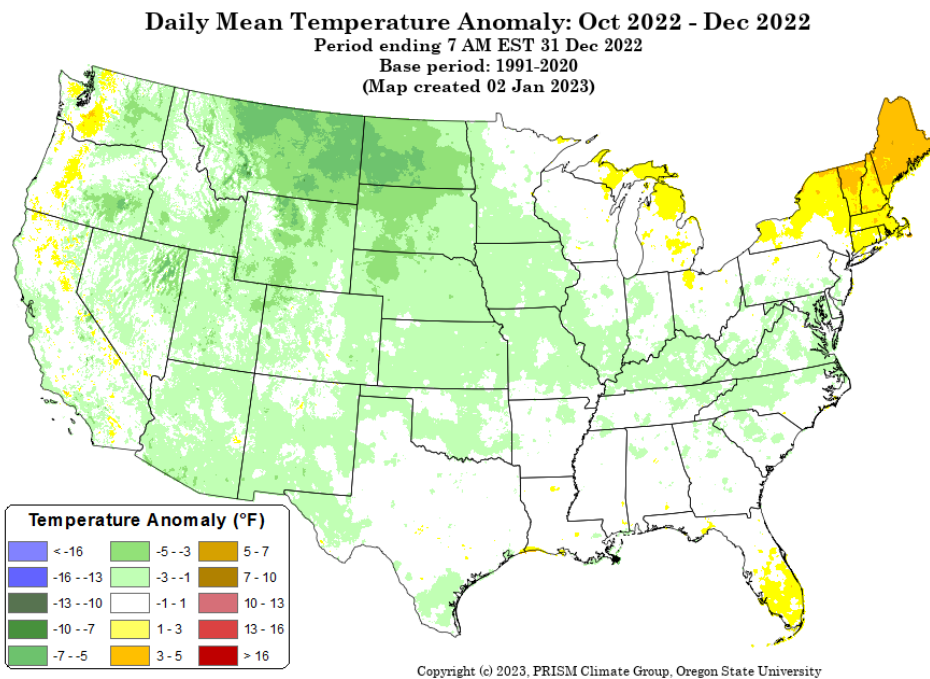 Daily Mean Temperature Anomaly: Oct 2022 - Dec 2022
Period ending 7 AM EST 31 Dec 2022
Base period: 1991-2020
(Map created 02 Jan 2023)
Temperature Anomaly (°F)
< -16 -5 - -3 5 - 7
-16 - -13 -3 - -1 7 - 10
-13 - -10 -1 - 1 10 - 13
-10 - -7 1 - 3 13 - 16
-7 - -5 3 - 5 > 16
Copyright (c) 2023, PRISM Climate Group, Oregon State University